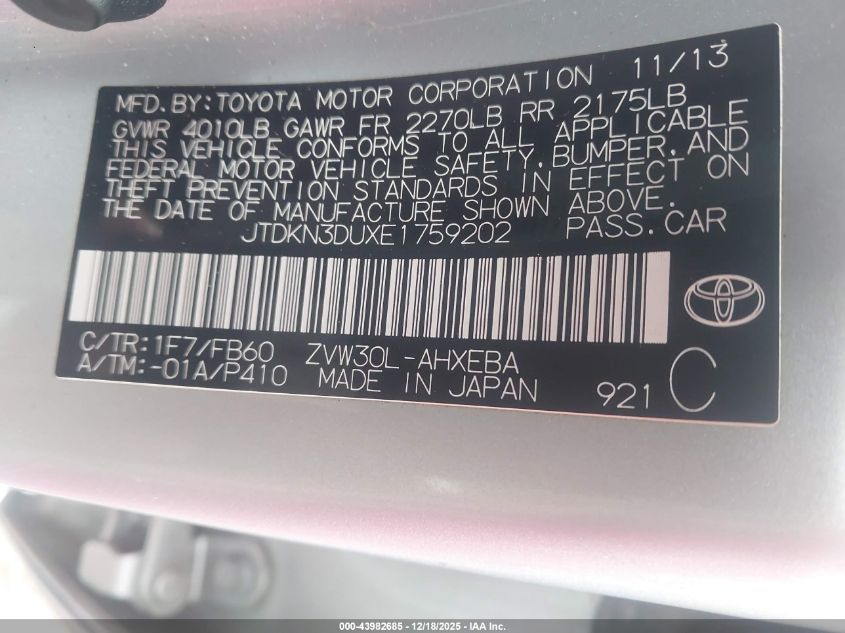 11/13
MFD. BY: TOYOTA MOTOR CORPORATION
GVWR 4010LB GAWR FR 2270LB RR 2175LB
THIS VEHICLE CONFORMS TO ALL APPLICABLE
FEDERAL MOTOR VEHICLE SAFETY, BUMPER, AND
THEFT PREVENTION STANDARDS IN EFFECT ON
THE DATE OF MANUFACTURE SHOWN ABOVE.
JTDKN3DUXE1759202 PASS. CAR
C/TR: 1F7/FB60 ZVW30L-AHXEBA
A/TM: -01A/P410 MADE IN JAPAN 921 C
000-43982685 - 12/18/2025 - IAA Inc.